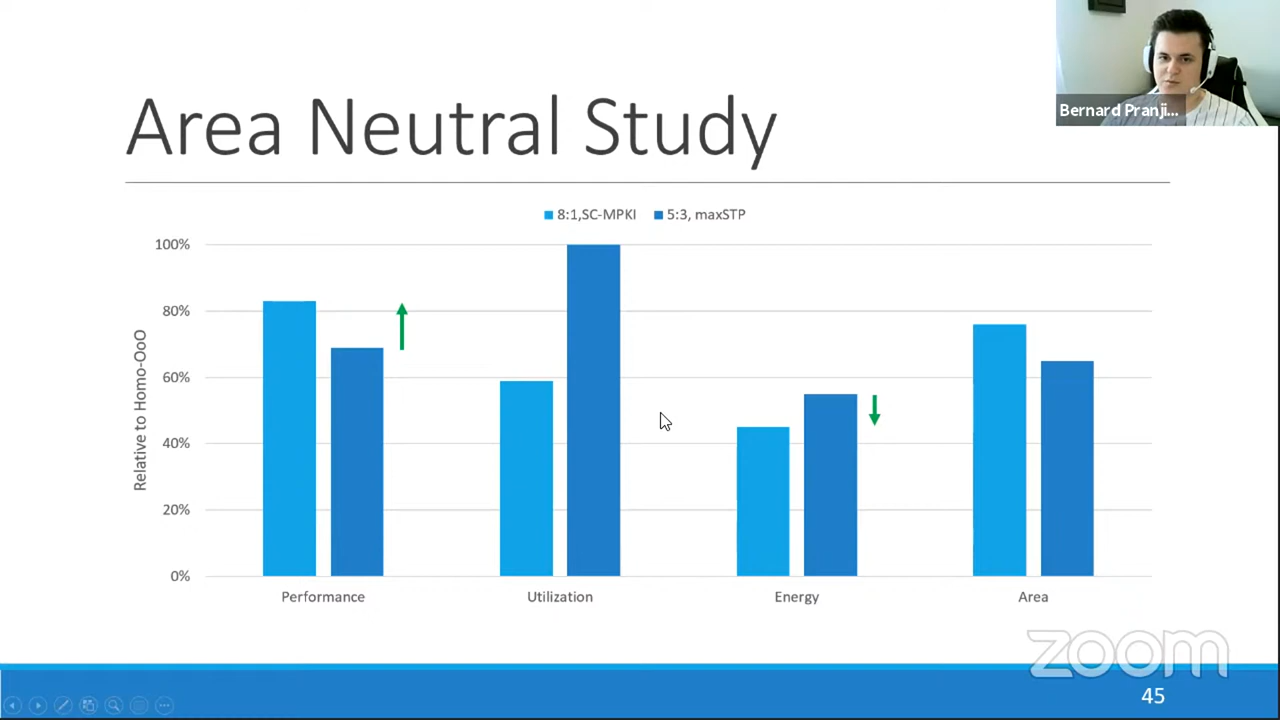 Bernard Pranji...
Area Neutral Study
8:1,SC-MPKI 5:3, maxSTP
Relative to Homo-OoO
100%
80%
60%
40%
20%
0%
Performance Utilization Energy Area
zoom
45